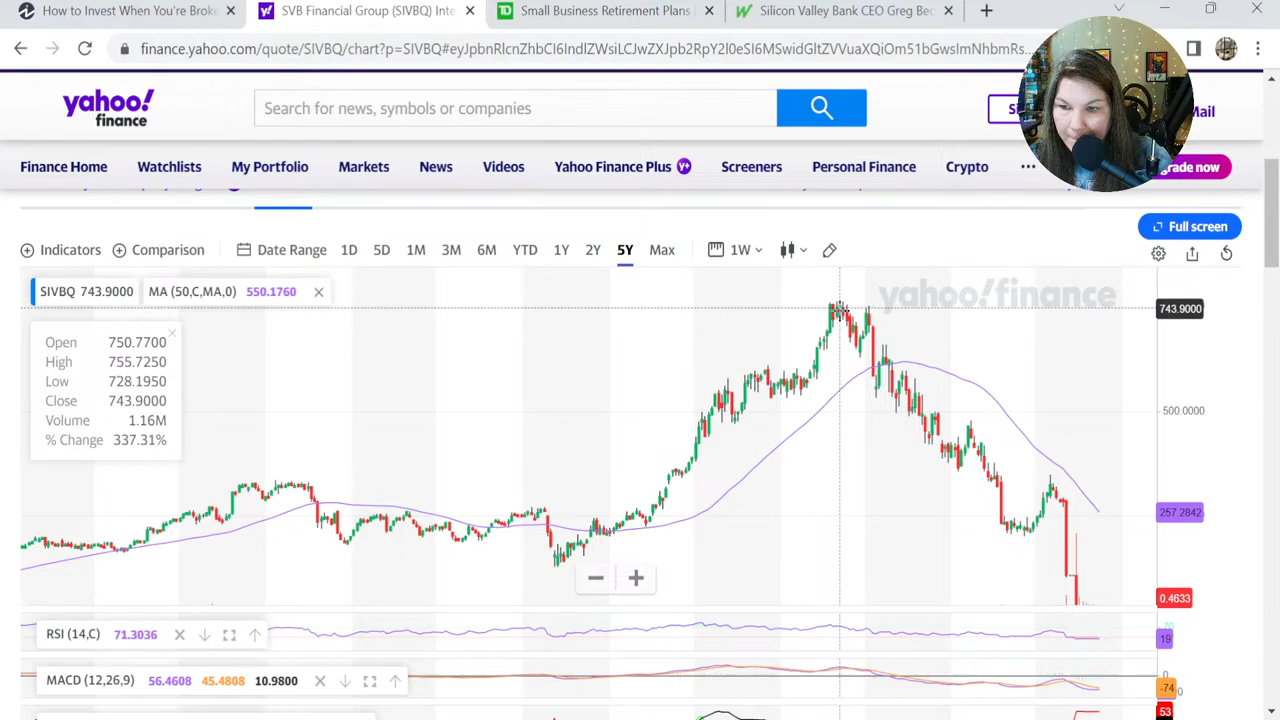 How to Invest When You're Broke
SVB Financial Group (SIVBQ) Inte
Small Business Retirement Plans |
Silicon Valley Bank CEO Greg Bec
finance.yahoo.com/quote/SIVBQ/chart?p=SIVBQ#
yahoo!
finance
Search for news, symbols or companies
Mail
Finance Home Watchlists My Portfolio Markets News Videos Yahoo Finance Plus Y+ Screeners Personal Finance Crypto ••• grade now
Full screen
Indicators Comparison Date Range 1D 5D 1M 3M 6M YTD 1Y 2Y 5Y Max 1W
SIVBQ 743.9000 MA (50,C,MA,0) 550.1760
yahoo!finance
743.9000
Open 750.7700
High 755.7250
Low 728.1950
Close 743.9000
Volume 1.16M
% Change 337.31%
500.0000
257.2842
0.4633
RSI (14,C) 71.3036
70
19
MACD (12,26,9) 56.4608 45.4808 10.9800
0
-74
53